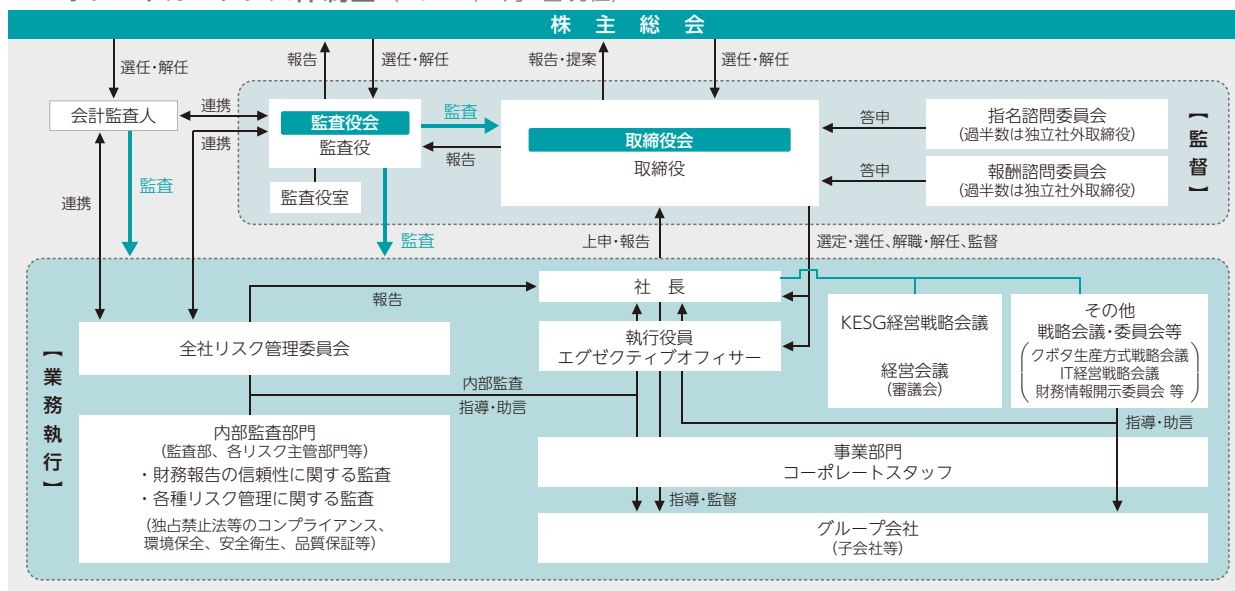 株主総会
選任・解任
報告
選任・解任
報告・提案
選任・解任
会計監査人
連携
連携
監査役会
監査役
監査役室
監査
報告
取締役会
取締役
答申
指名諮問委員会
(過半数は独立社外取締役)
答申
報酬諮問委員会
(過半数は独立社外取締役)
【監督】
連携
監査
監査
上申・報告
選定・選任、解職・解任、監督
【業務執行】
報告
社 長
執行役員
エグゼクティブオフィサー
KESG経営戦略会議
経営会議
(審議会)
その他
戦略会議・委員会等
クボタ生産方式戦略会議
IT経営戦略会議
財務情報開示委員会 等
全社リスク管理委員会
内部監査
指導・助言
指導・助言
内部監査部門
(監査部、各リスク主管部門等)
・財務報告の信頼性に関する監査
・各種リスク管理に関する監査
(独占禁止法等のコンプライアンス、
環境保全、安全衛生、品質保証等)
事業部門
コーポレートスタッフ
指導・監督
グループ会社
(子会社等)